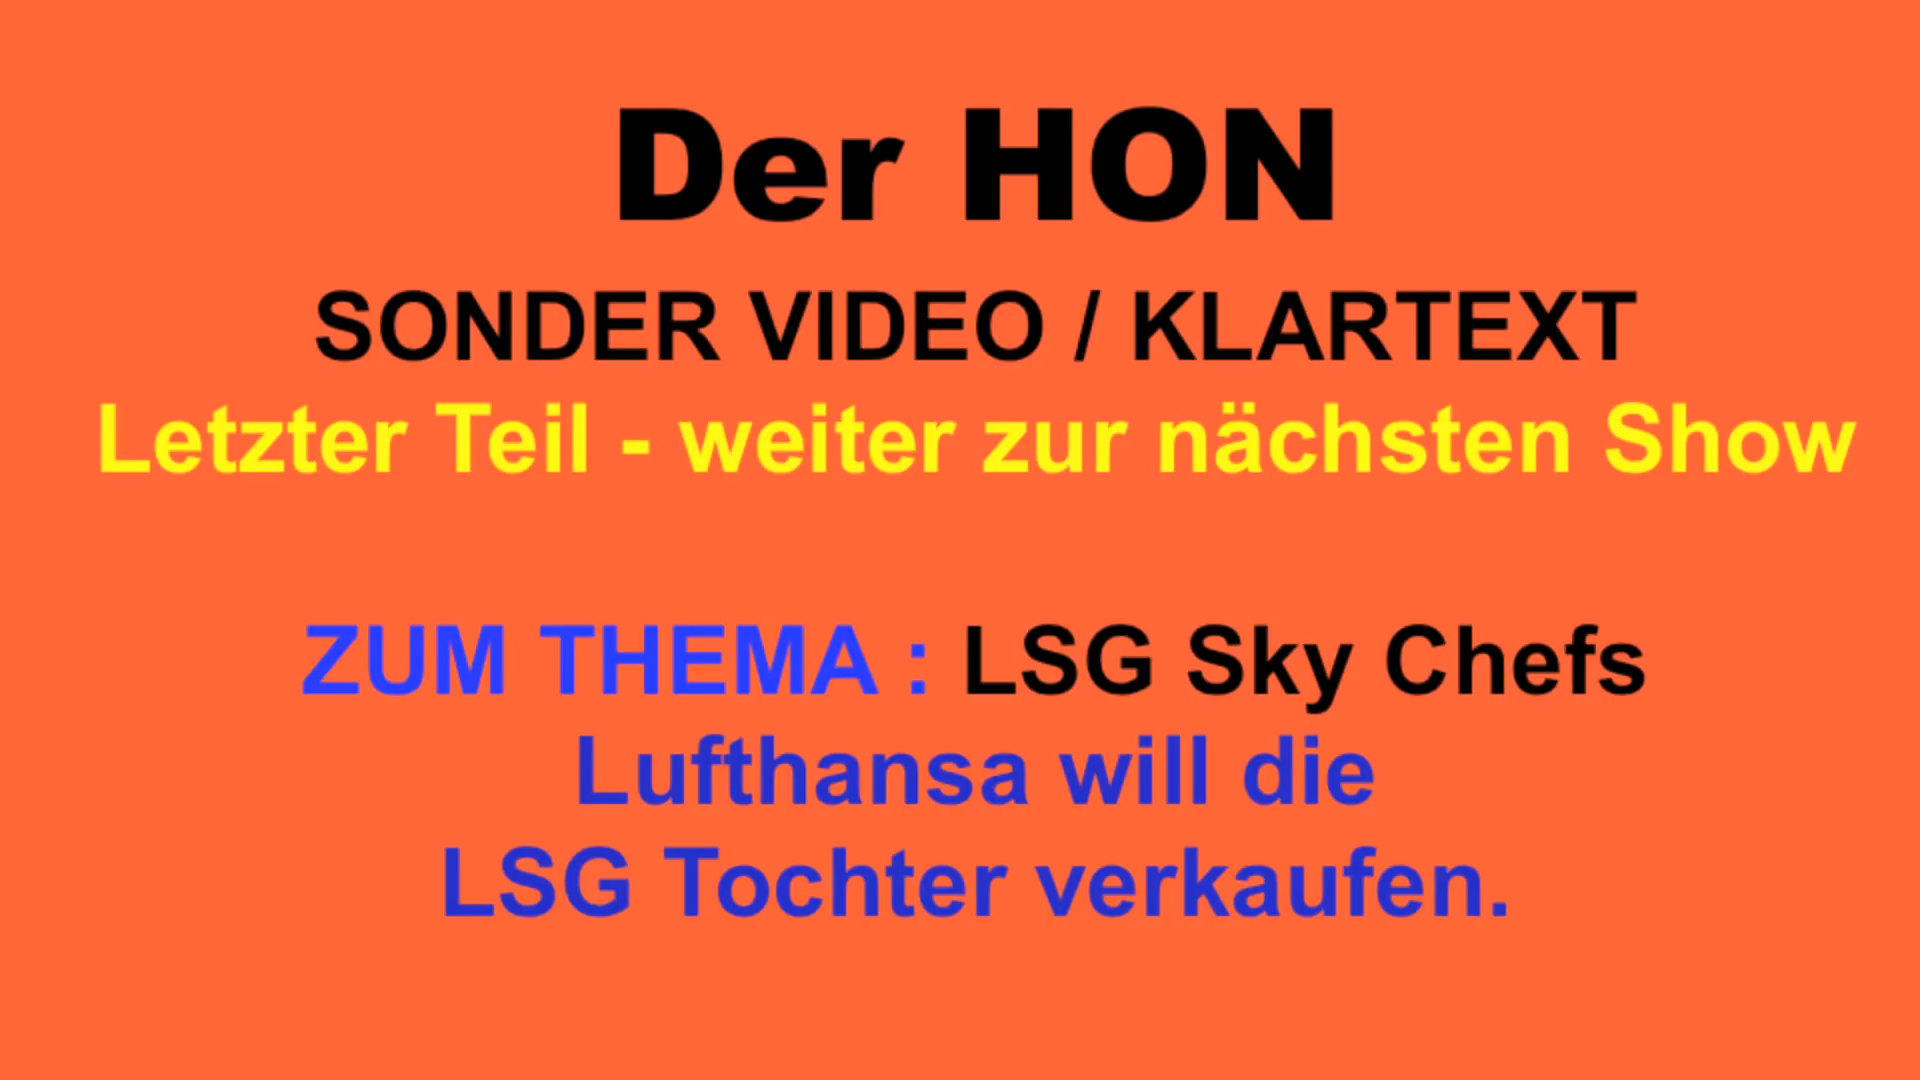 Der HON
SONDER VIDEO / KLARTEXT
Letzter Teil - weiter zur nächsten Show
ZUM THEMA : LSG Sky Chefs
Lufthansa will die
LSG Tochter verkaufen.